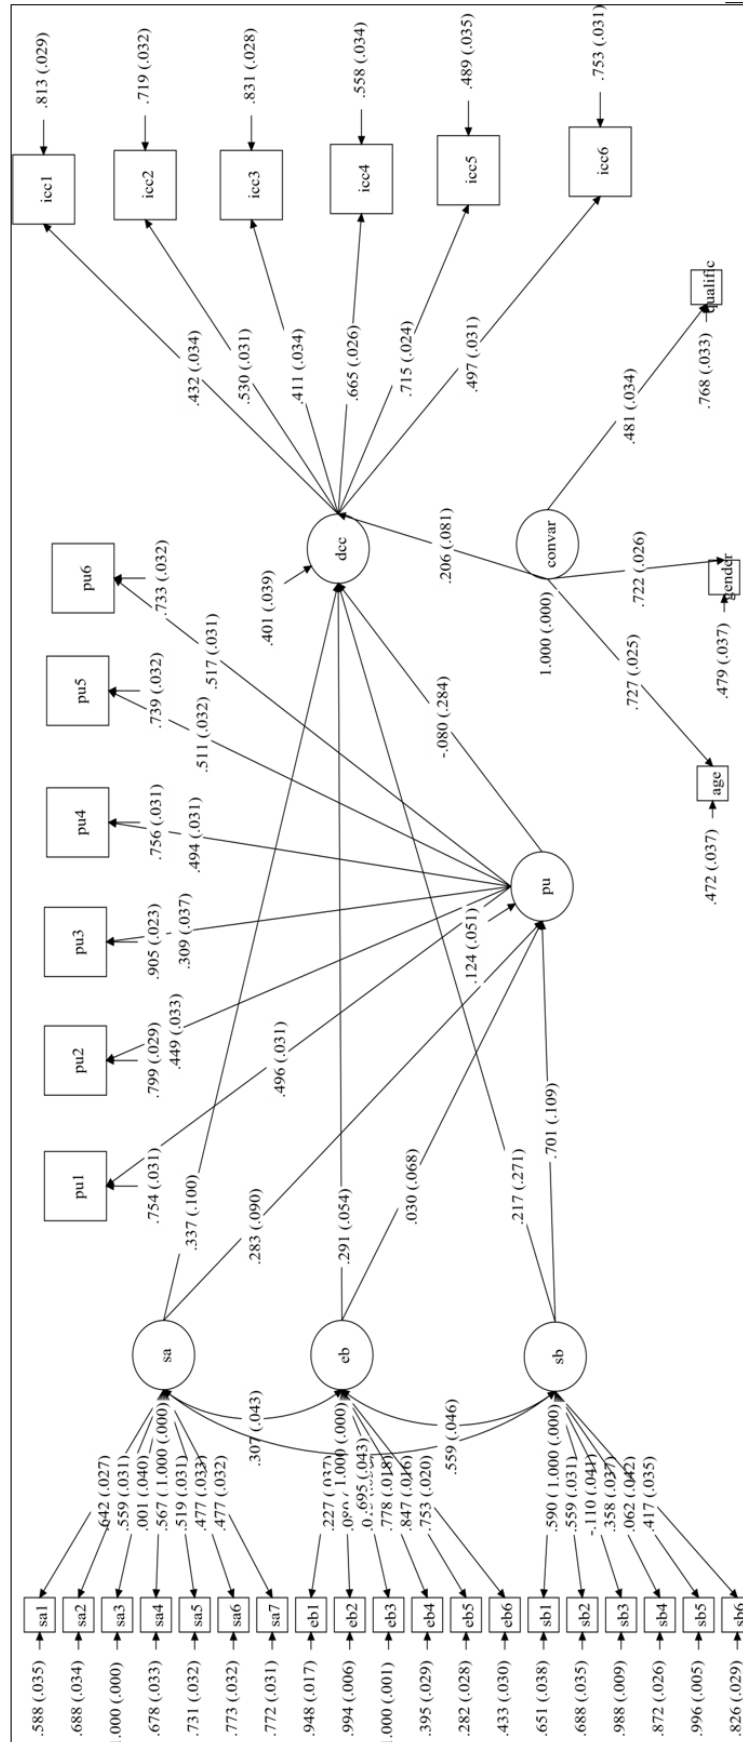 .588 (.035)
sa1
.688 (.034)
sa2
1.000 (.000)
sa3
.678 (.033)
sa4
.731 (.032)
sa5
.773 (.032)
sa6
.772 (.031)
sa7
.948 (.017)
eb1
.994 (.006)
eb2
1.000 (.001)
eb3
.395 (.029)
eb4
.282 (.028)
eb5
.433 (.030)
eb6
.651 (.038)
sb1
.688 (.035)
sb2
.988 (.009)
sb3
.872 (.026)
sb4
.996 (.005)
sb5
.826 (.029)
sb6
.642 (.027)
.559 (.031)
.001 (.040)
.567
1.000 (.000)
.519 (.031)
.477 (.033)
.477 (.032)
.227 (.037)
1.000 (.000)
.695 (.043)
.778 (.018)
.847 (.016)
.753 (.020)
.590
1.000 (.000)
.559 (.031)
-.110 (.041)
.358 (.037)
.062 (.042)
.417 (.035)
.307 (.043)
.559 (.046)
sa
eb
sb
.337 (.100)
.283 (.090)
.291 (.054)
.030 (.068)
.217 (.271)
.701 (.109)
pu1
.754 (.031)
.496 (.031)
pu2
.799 (.029)
.449 (.033)
pu3
.905 (.023)
.309 (.037)
pu4
.756 (.031)
.494 (.031)
pu5
.739 (.032)
.511 (.032)
pu6
.733 (.032)
.517 (.031)
.124 (.051)
pu
-.080 (.284)
.401 (.039)
dcc
.206 (.081)
1.000 (.000)
convar
.727 (.025)
.722 (.026)
.481 (.034)
.472 (.037)
age
.479 (.037)
gender
.768 (.033)
qualific
.432 (.034)
.530 (.031)
.411 (.034)
.665 (.026)
.715 (.024)
.497 (.031)
icc1
.813 (.029)
icc2
.719 (.032)
icc3
.831 (.028)
icc4
.558 (.034)
icc5
.489 (.035)
icc6
.753 (.031)